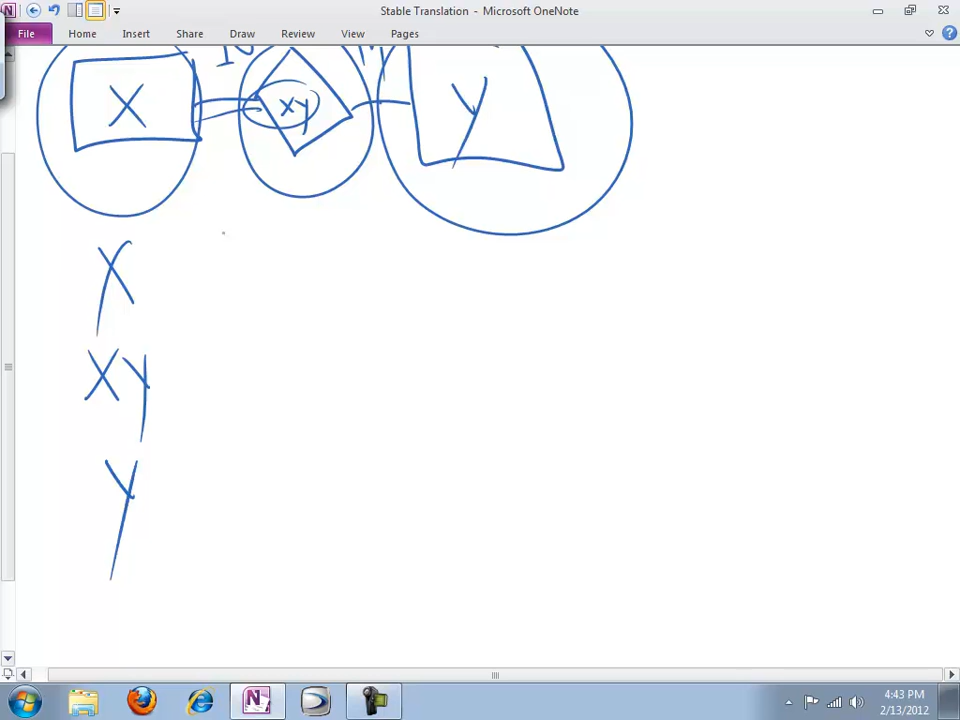 Stable Translation - Microsoft OneNote
File Home Insert Share Draw Review View Pages
X xy y
X
Xy
y
4:43 PM
2/13/2012